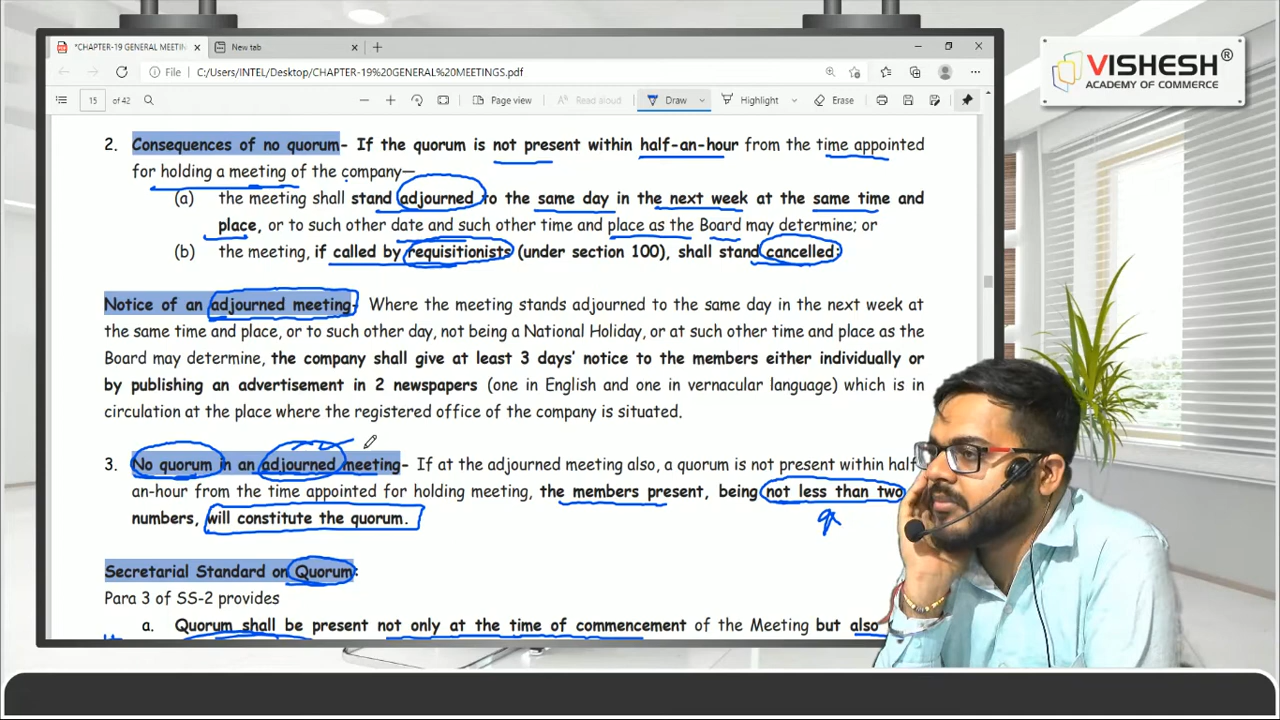 *CHAPTER-19 GENERAL MEETIN
New tab
File
C:/Users/INTEL/Desktop/CHAPTER-19%20GENERAL%20MEETINGS.pdf
15 of 42
Page view
Read aloud
Draw
Highlight
Erase
VISHESH®
ACADEMY OF COMMERCE
2. Consequences of no quorum- If the quorum is not present within half-an-hour from the time appointed
for holding a meeting of the company—
(a) the meeting shall stand adjourned to the same day in the next week at the same time and
place, or to such other date and such other time and place as the Board may determine; or
(b) the meeting, if called by requisitionists (under section 100), shall stand cancelled:
Notice of an adjourned meeting- Where the meeting stands adjourned to the same day in the next week at
the same time and place, or to such other day, not being a National Holiday, or at such other time and place as the
Board may determine, the company shall give at least 3 days' notice to the members either individually or
by publishing an advertisement in 2 newspapers (one in English and one in vernacular language) which is in
circulation at the place where the registered office of the company is situated.
3. No quorum in an adjourned meeting- If at the adjourned meeting also, a quorum is not present within half-
an-hour from the time appointed for holding meeting, the members present, being not less than two
numbers, will constitute the quorum.
Secretarial Standard on Quorum:
Para 3 of SS-2 provides
a. Quorum shall be present not only at the time of commencement of the Meeting but also